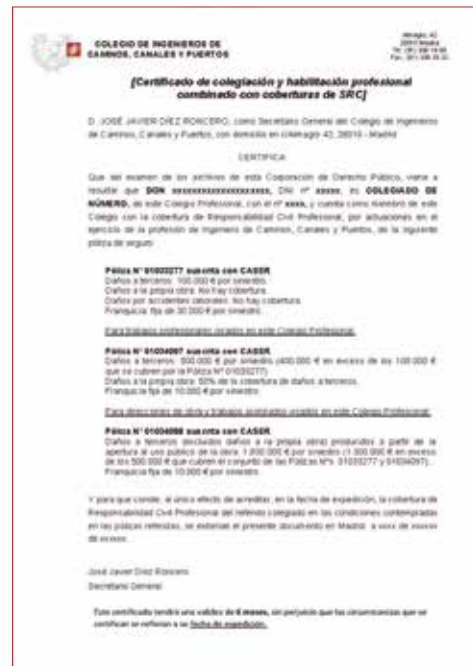 COLEGIO DE INGENIEROS DE
CAMINOS, CANALES Y PUERTOS
Almagro, 42
28010 Madrid
[Certificado de colegiación y habilitación profesional
combinado con coberturas de SRC]
D. JOSÉ JAVIER DÍEZ RONCERO, como Secretario General del Colegio de Ingenieros
de Caminos, Canales y Puertos, con domicilio en c/Almagro 42, 28010 - Madrid
CERTIFICA
Que del examen de los archivos de esta Corporación de Derecho Público, viene a
resultar que DON xxxxxxxxxxxxxxxxxxxxx, DNI nº xxxxx, es COLEGIADO DE
NÚMERO, de este Colegio Profesional, con el nº xxxx, y cuenta como miembro de este
Colegio con la cobertura de Responsabilidad Civil Profesional, por actuaciones en el
ejercicio de la profesión de Ingeniero de Caminos, Canales y Puertos, de la siguiente
póliza de seguro:
Póliza Nº 01033277 suscrita con CASER
Daños a terceros: 100.000 € por siniestro.
Daños a la propia obra: No hay cobertura.
Daños por accidentes laborales: No hay cobertura.
Franquicia: fija de 30.000 € por siniestro.
Para trabajos profesionales visados en este Colegio Profesional:
Póliza Nº 01034097 suscrita con CASER
Daños a terceros: 500.000 € por siniestro (400.000 € en exceso de los 100.000 €
que se cubren por la Póliza Nº 01033277)
Daños a la propia obra: 50% de la cobertura de daños a terceros.
Franquicia fija de 10.000 € por siniestro.
Para direcciones de obra y trabajos asimilados visados en este Colegio Profesional:
Póliza Nº 01034098 suscrita con CASER
Daños a terceros (excluidos daños a la propia obra) producidos a partir de la
apertura al uso público de la obra: 1.800.000 € por siniestro (1.300.000 € en exceso
de los 500.000 € que cubren el conjunto de las Pólizas Nºs. 01033277 y 01034097).
Franquicia fija de 10.000 € por siniestro.
Y para que conste, al único efecto de acreditar, en la fecha de expedición, la cobertura de
Responsabilidad Civil Profesional del referido colegiado en las condiciones contempladas
en las pólizas referidas, se extiende el presente documento en Madrid a
José Javier Díez Roncero
Secretario General
Este certificado tendrá una validez de 6 meses, sin perjuicio que las circunstancias que se
certifican se refieran a su fecha de expedición.